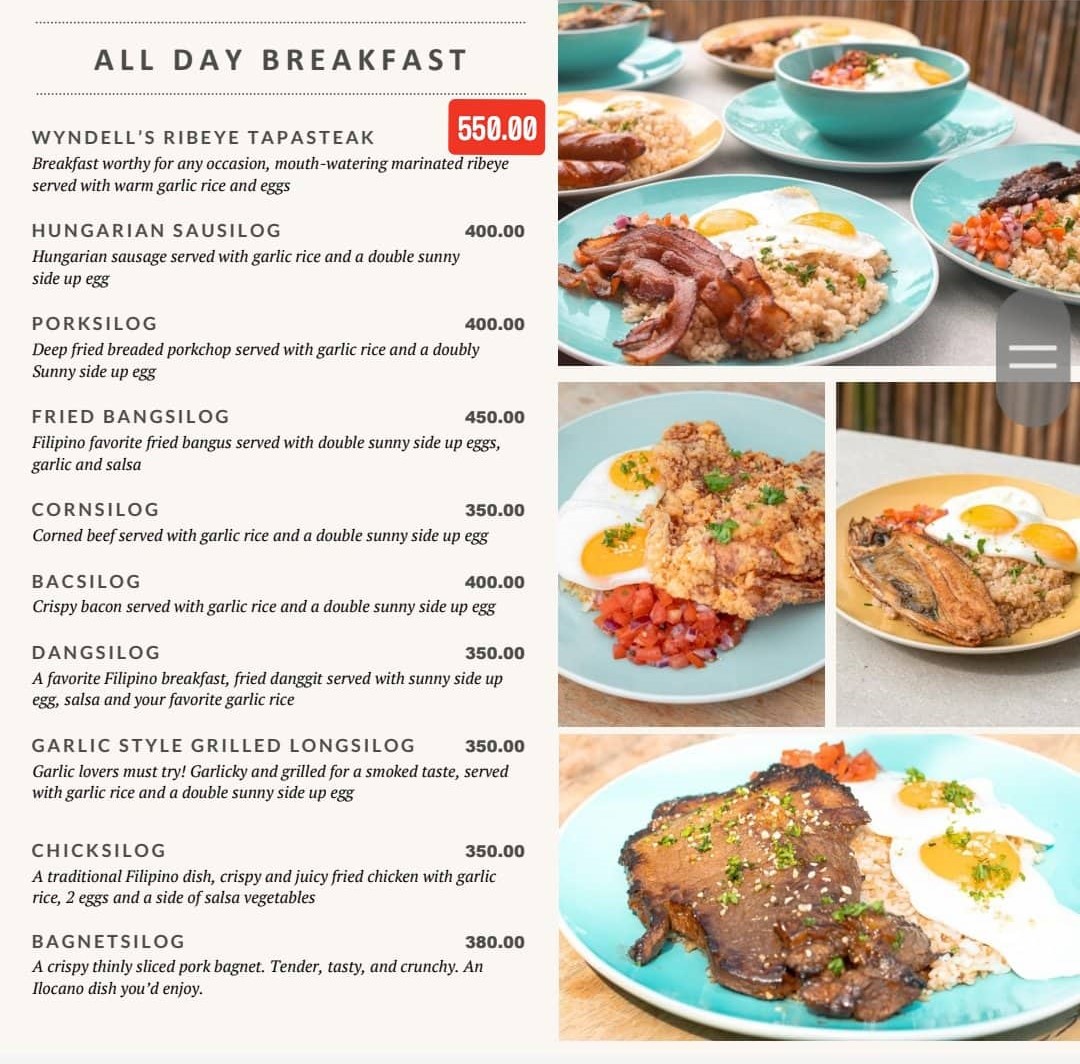 ALL DAY BREAKFAST
WYNDELL'S RIBEYE TAPASTEAK 550.00
Breakfast worthy for any occasion, mouth-watering marinated ribeye
served with warm garlic rice and eggs
HUNGARIAN SAUSILOG 400.00
Hungarian sausage served with garlic rice and a double sunny
side up egg
PORKSILOG 400.00
Deep fried breaded porkchop served with garlic rice and a doubly
Sunny side up egg
FRIED BANGSILOG 450.00
Filipino favorite fried bangus served with double sunny side up eggs,
garlic and salsa
CORNSILOG 350.00
Corned beef served with garlic rice and a double sunny side up egg
BACSILOG 400.00
Crispy bacon served with garlic rice and a double sunny side up egg
DANGSILOG 350.00
A favorite Filipino breakfast, fried danggit served with sunny side up
egg, salsa and your favorite garlic rice
GARLIC STYLE GRILLED LONGSILOG 350.00
Garlic lovers must try! Garlicky and grilled for a smoked taste, served
with garlic rice and a double sunny side up egg
CHICKSILOG 350.00
A traditional Filipino dish, crispy and juicy fried chicken with garlic
rice, 2 eggs and a side of salsa vegetables
BAGNETSILOG 380.00
A crispy thinly sliced pork bagnet. Tender, tasty, and crunchy. An
Ilocano dish you'd enjoy.